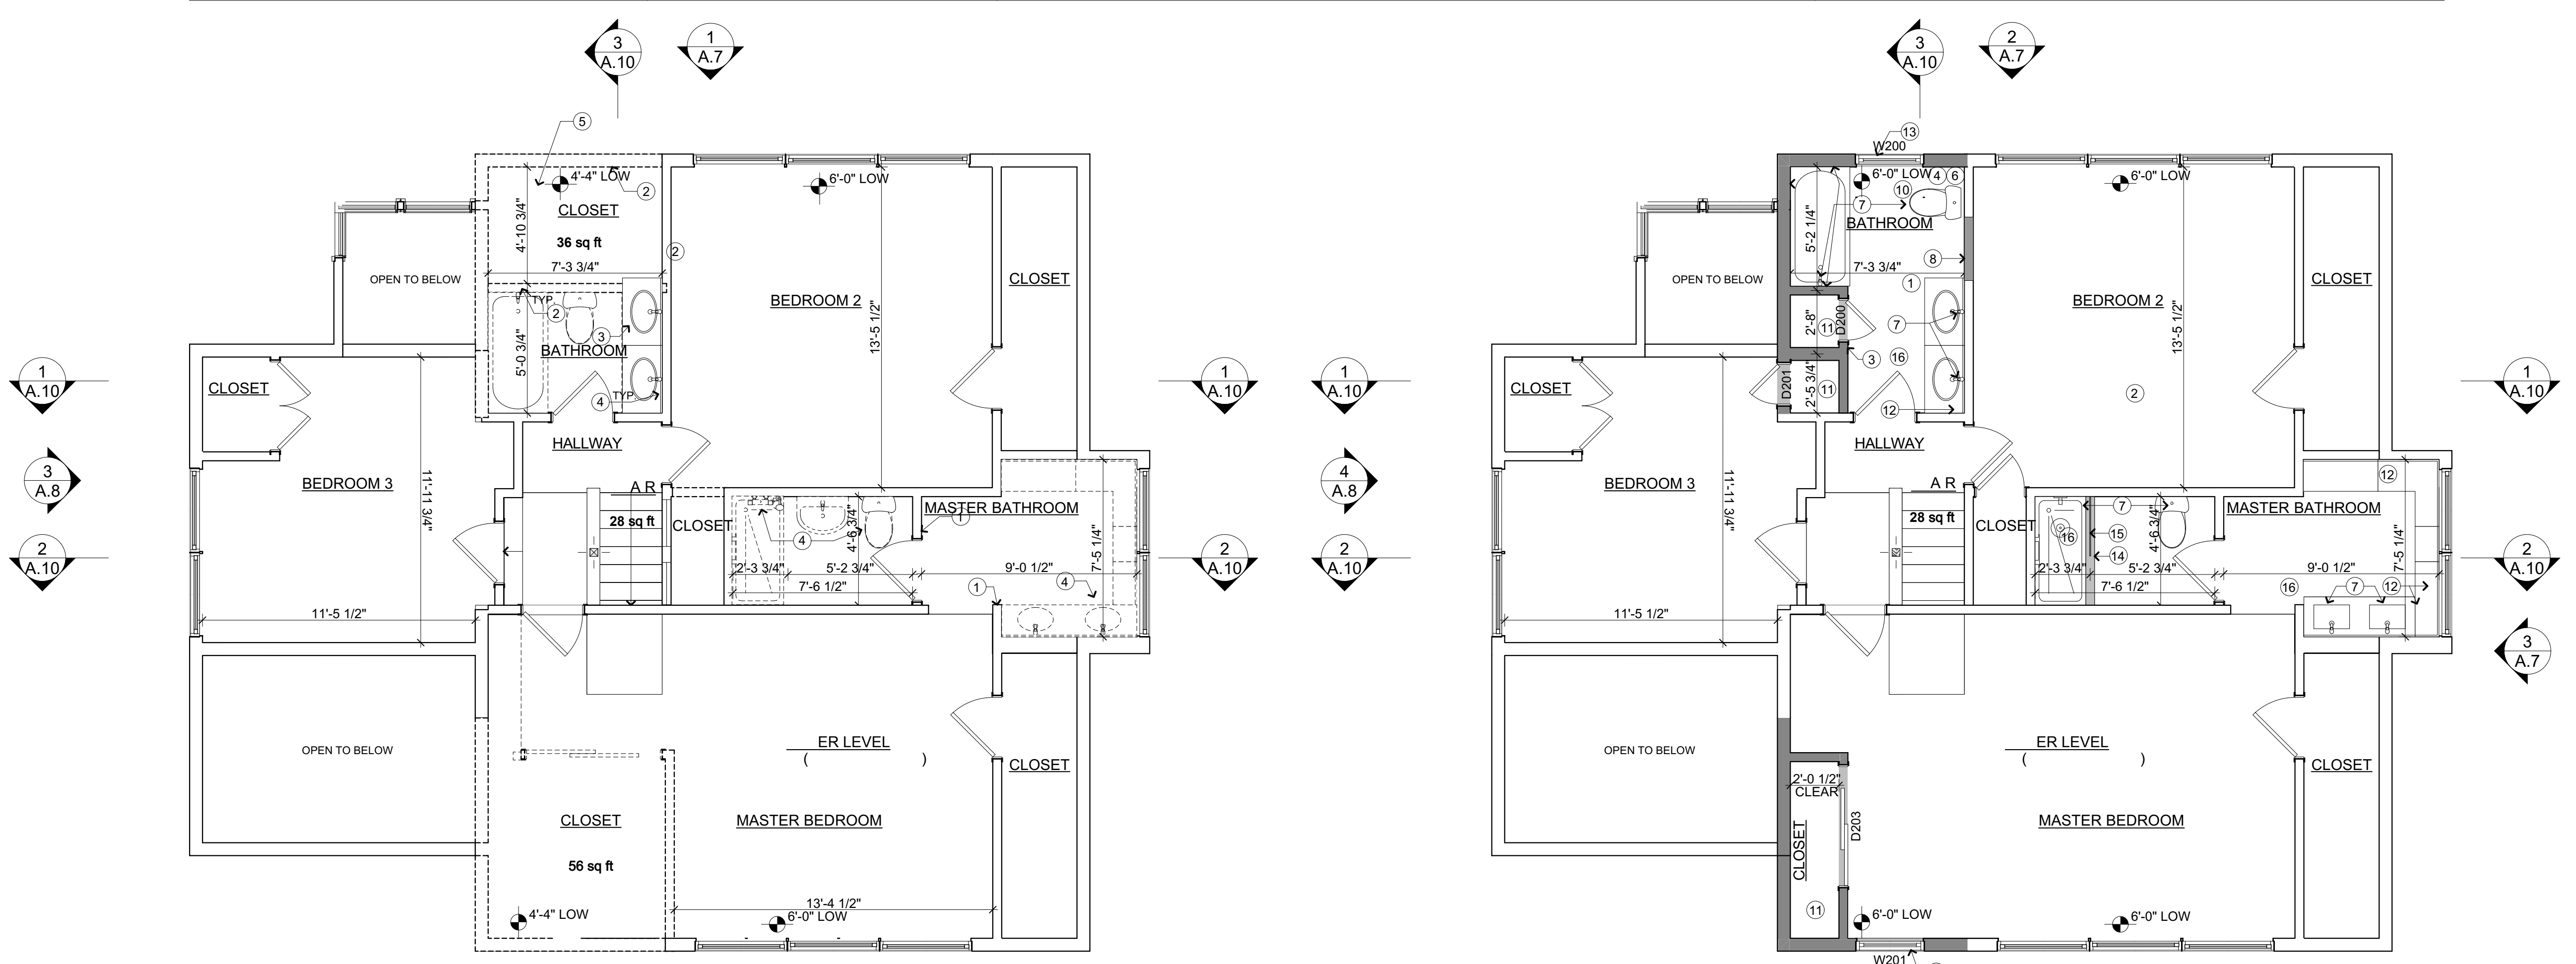 3
A.10
1
A.7
5
4'-4" LOW
2
CLOSET
36 sq ft
4'-10 3/4"
7'-3 3/4"
2
6'-0" LOW
OPEN TO BELOW
BEDROOM 2
13'-5 1/2"
CLOSET
TYP
2
3
BATHROOM
5'-0 3/4"
TYP
4
1
A.10
CLOSET
1
A.10
HALLWAY
3
A.8
BEDROOM 3
11'-11 3/4"
A R
28 sq ft
CLOSET
MASTER BATHROOM
1
4
4'-6 3/4"
7'-5 1/4"
2
A.10
2
A.10
2'-3 3/4"
5'-2 3/4"
9'-0 1/2"
7'-6 1/2"
1
4
11'-5 1/2"
OPEN TO BELOW
ER LEVEL
( )
CLOSET
CLOSET
56 sq ft
MASTER BEDROOM
13'-4 1/2"
4'-4" LOW
6'-0" LOW
3
A.10
2
A.7
13
W200
6'-0" LOW
4
6
10
7
BATHROOM
5'-2 1/4"
8
7'-3 3/4"
1
6'-0" LOW
OPEN TO BELOW
BEDROOM 2
13'-5 1/2"
CLOSET
11
2'-8"
D200
7
3
16
D201
2'-5 3/4"
11
12
2
1
A.10
CLOSET
1
A.10
HALLWAY
4
A.8
BEDROOM 3
11'-11 3/4"
A R
28 sq ft
CLOSET
7
16
15
14
4'-6 3/4"
MASTER BATHROOM
12
7'-5 1/4"
2
A.10
2
A.10
2'-3 3/4"
5'-2 3/4"
9'-0 1/2"
7'-6 1/2"
16
7
12
11'-5 1/2"
3
A.7
OPEN TO BELOW
ER LEVEL
( )
CLOSET
2'-0 1/2"
CLEAR
D203
CLOSET
MASTER BEDROOM
11
6'-0" LOW
6'-0" LOW
W201